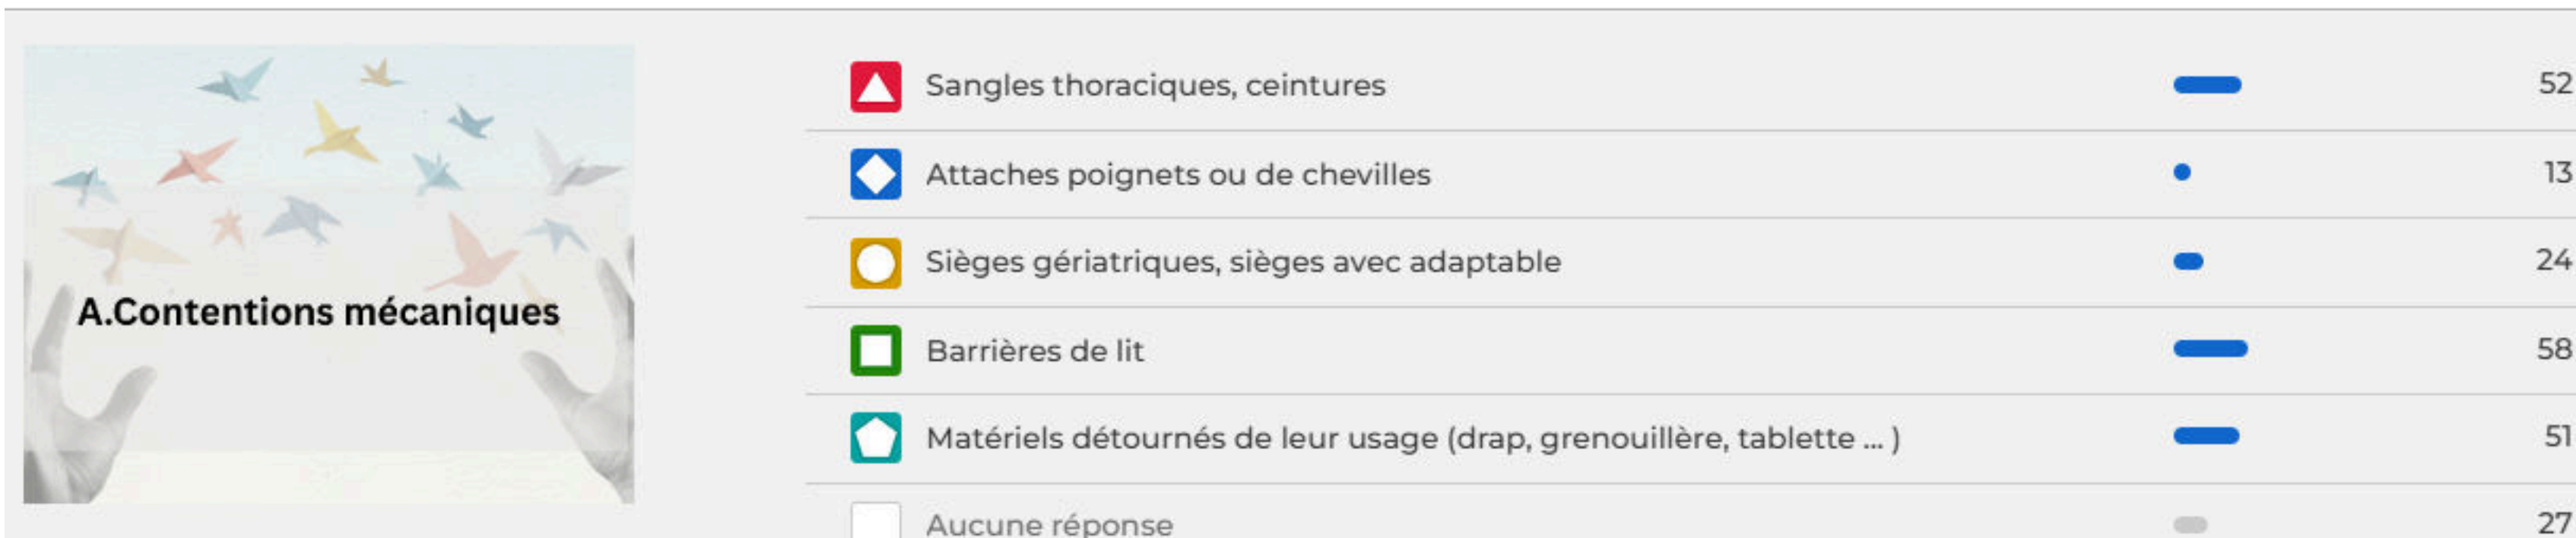 A.Contentions mécaniques
Sangles thoraciques, ceintures 52
Attaches poignets ou de chevilles 13
Sièges gériatriques, sièges avec adaptable 24
Barrières de lit 58
Matériels détournés de leur usage (drap, grenouillère, tablette ... ) 51
Aucune réponse 27